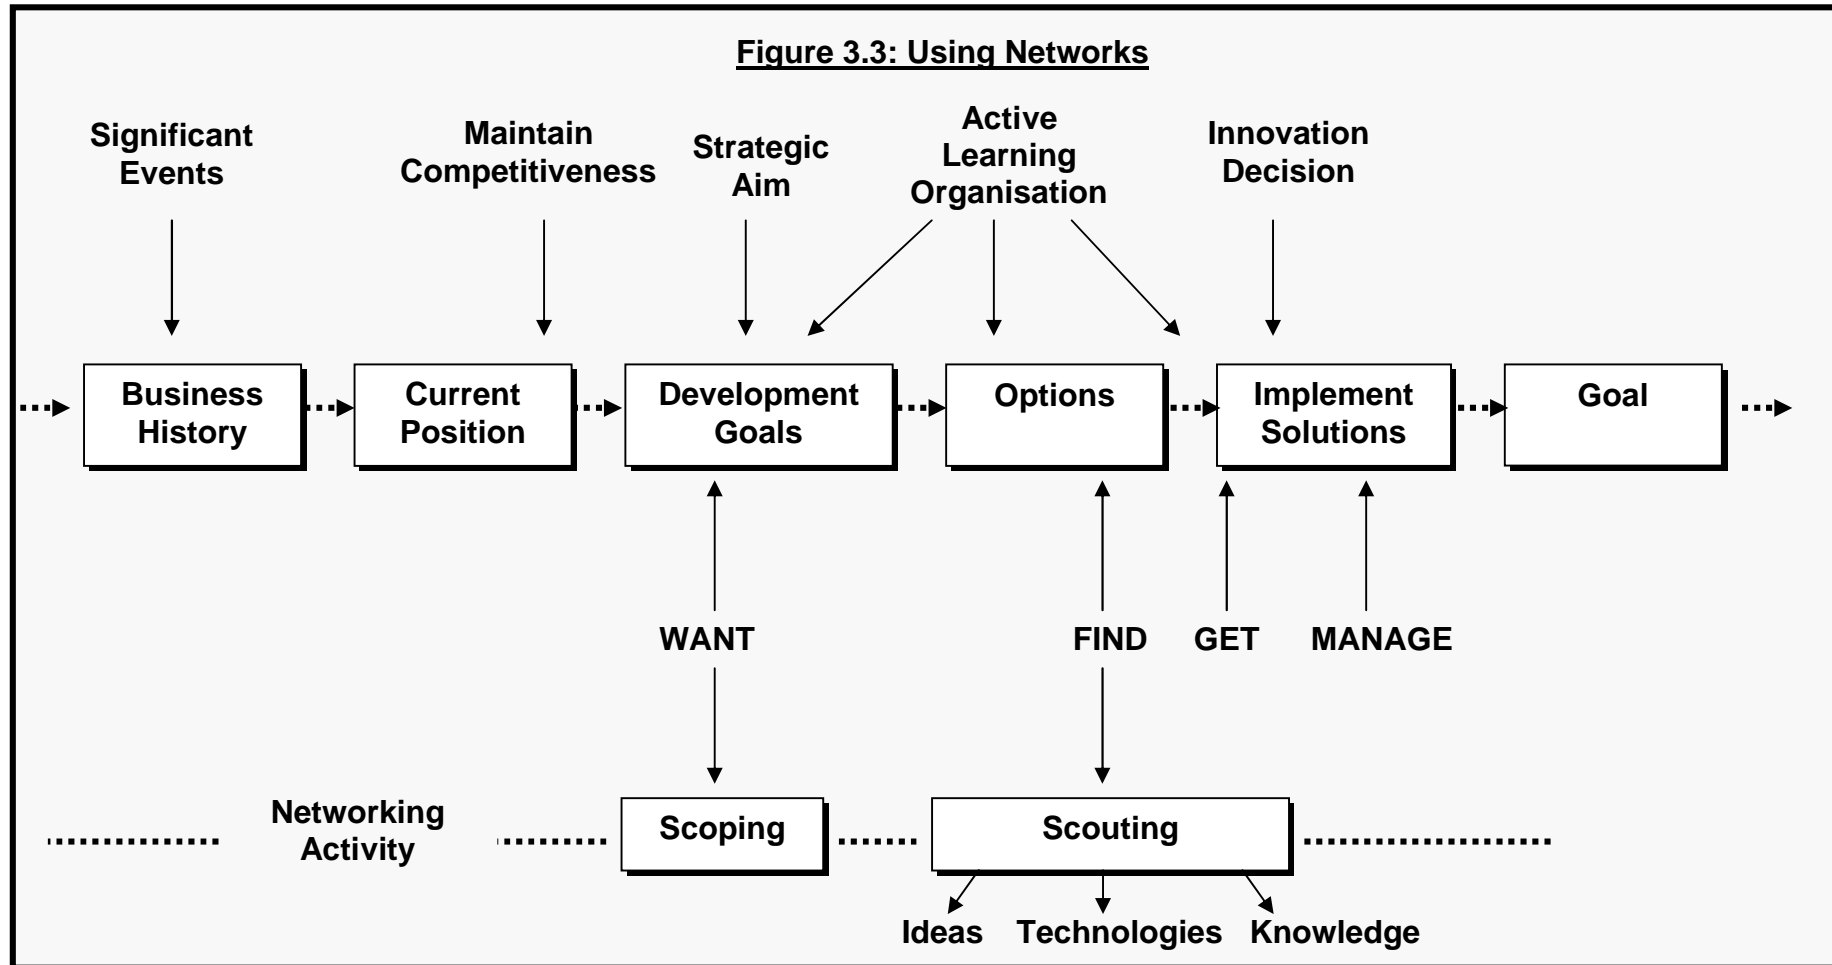 Figure 3.3: Using Networks
Significant
Events
Maintain
Competitiveness
Strategic
Aim
Active
Learning
Organisation
Innovation
Decision
Business
History
Current
Position
Development
Goals
Options
Implement
Solutions
Goal
WANT
FIND
GET
MANAGE
Networking
Activity
Scoping
Scouting
Ideas
Technologies
Knowledge